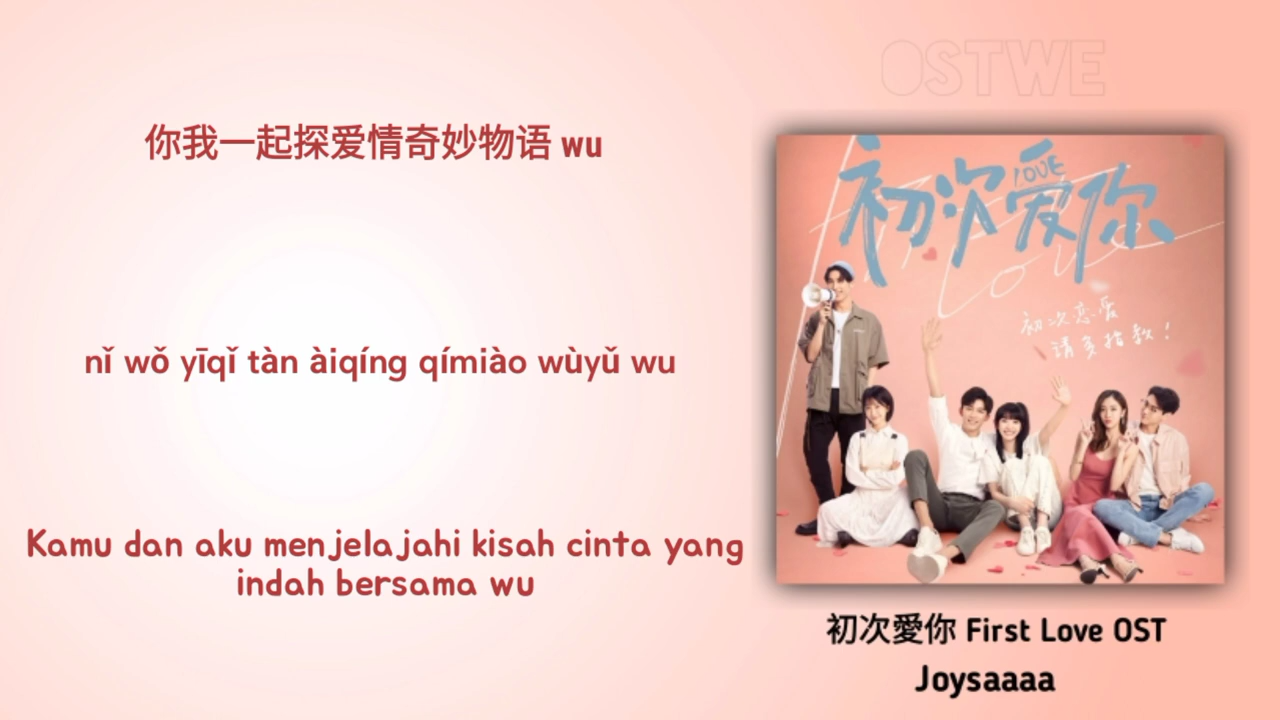 OSTWE
你我一起探爱情奇妙物语 wu
nǐ wǒ yīqǐ tàn àiqíng qímiào wùyǔ wu
Kamu dan aku menjelajahi kisah cinta yang
indah bersama wu
初次爱你
LOVE
First Love
初次恋爱
请多指教！
初次愛你 First Love OST
Joysaaaa